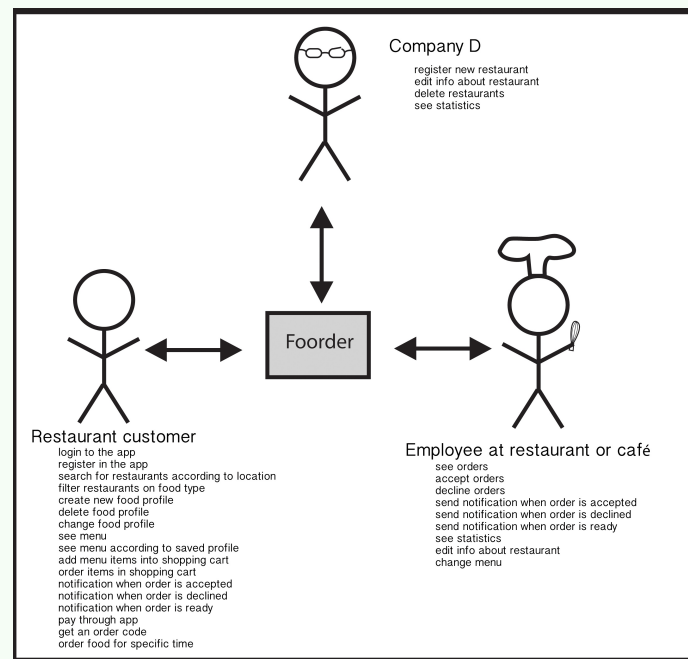 Company D
register new restaurant
edit info about restaurant
delete restaurants
see statistics
Foorder
Restaurant customer
login to the app
register in the app
search for restaurants according to location
filter restaurants on food type
create new food profile
delete food profile
change food profile
see menu
see menu according to saved profile
add menu items into shopping cart
order items in shopping cart
notification when order is accepted
notification when order is declined
notification when order is ready
pay through app
get an order code
order food for specific time
Employee at restaurant or café
see orders
accept orders
decline orders
send notification when order is accepted
send notification when order is declined
send notification when order is ready
see statistics
edit info about restaurant
change menu